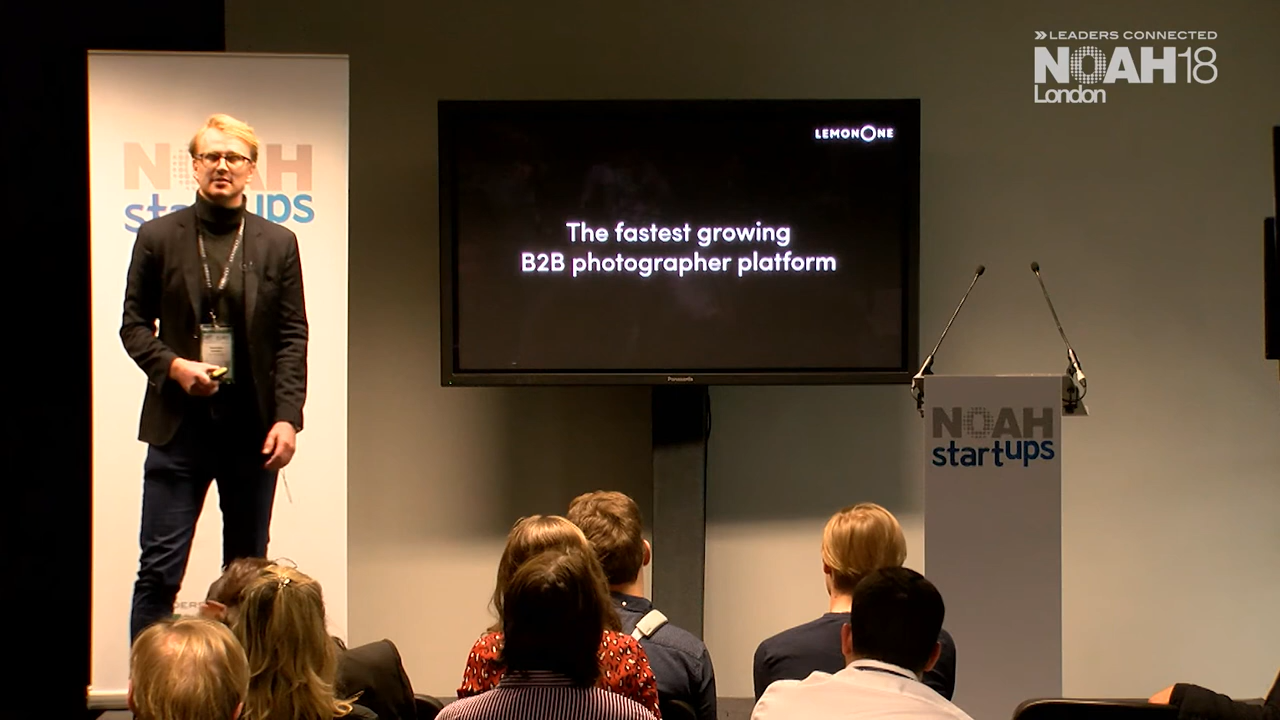 »LEADERS CONNECTED
NOAH18
London
NOAH
startups
LEMONONE
The fastest growing
B2B photographer platform
Panasonic
NOAH
startups